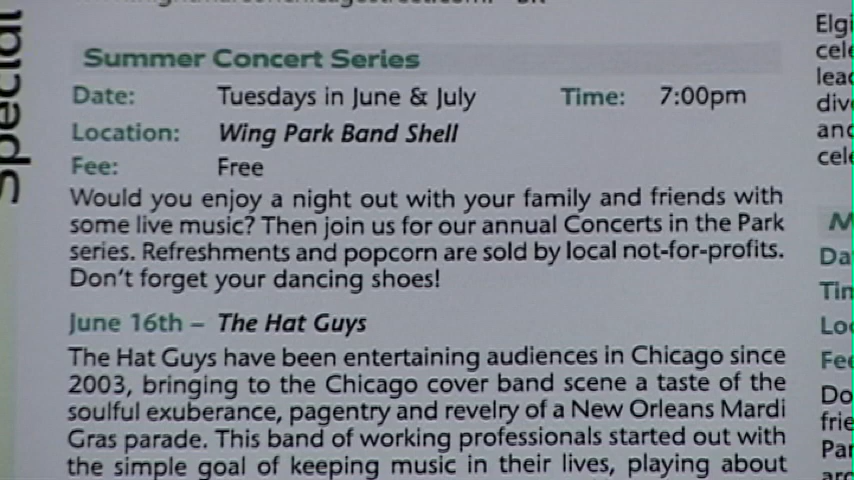 Special
Summer Concert Series
Date: Tuesdays in June & July Time: 7:00pm
Location: Wing Park Band Shell
Fee: Free
Would you enjoy a night out with your family and friends with
some live music? Then join us for our annual Concerts in the Park
series. Refreshments and popcorn are sold by local not-for-profits.
Don't forget your dancing shoes!
June 16th – The Hat Guys
The Hat Guys have been entertaining audiences in Chicago since
2003, bringing to the Chicago cover band scene a taste of the
soulful exuberance, pagentry and revelry of a New Orleans Mardi
Gras parade. This band of working professionals started out with
the simple goal of keeping music in their lives, playing about